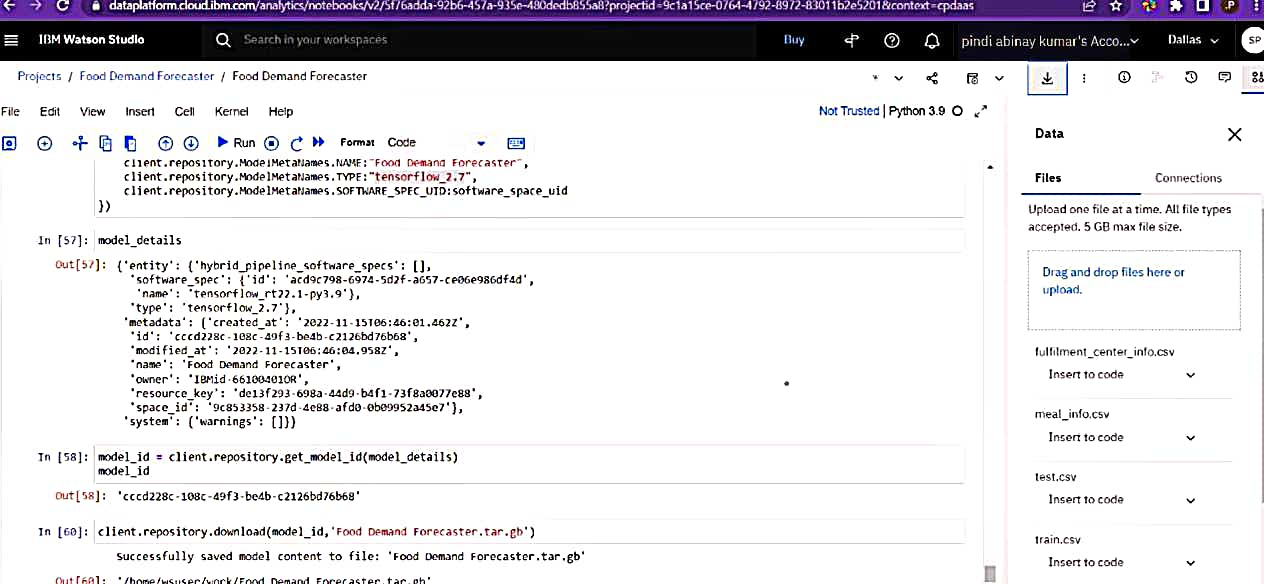 dataplatform.cloud.ibm.com/analytics/notebooks/v2/5f76adda-92b6-457a-935e-480dedb855a8?projectid=9c1a15ce-0764-4792-8972-83011b2e5201&context=cpdaas
IBM Watson Studio
Search in your workspaces
Buy
pindi abinay kumar's Acco...
Dallas
SP
Projects / Food Demand Forecaster / Food Demand Forecaster
File Edit View Insert Cell Kernel Help
Not Trusted | Python 3.9
Run
Format
Code
client.repository.ModelMetaNames.NAME:"Food Demand Forecaster",
client.repository.ModelMetaNames.TYPE:"tensorflow_2.7",
client.repository.ModelMetaNames.SOFTWARE_SPEC_UID:software_space_uid
})
In [57]: model_details
Out[57]: {'entity': {'hybrid_pipeline_software_specs': [],
'software_spec': {'id': 'acd9c798-6974-5d2f-a657-ce06e986df4d',
'name': 'tensorflow_rt22.1-py3.9'},
'type': 'tensorflow_2.7'},
'metadata': {'created_at': '2022-11-15T06:46:01.462Z',
'id': 'cccd228c-108c-49f3-be4b-c2126bd76b68',
'modified_at': '2022-11-15T06:46:04.958Z',
'name': 'Food Demand Forecaster',
'owner': 'IBMid-66100401OR',
'resource_key': 'de13f293-698a-44d9-b4f1-73f8a0077e88',
'space_id': '9c853358-237d-4e88-afd0-0b09952a45e7'},
'system': {'warnings': []}}
In [58]: model_id = client.repository.get_model_id(model_details)
model_id
Out[58]: 'cccd228c-108c-49f3-be4b-c2126bd76b68'
In [60]: client.repository.download(model_id,'Food Demand Forecaster.tar.gb')
Successfully saved model content to file: 'Food Demand Forecaster.tar.gb'
Out[60]: '/home/wsuser/work/Food Demand Forecaster.tar.gb'
Data
Files
Connections
Upload one file at a time. All file types
accepted. 5 GB max file size.
Drag and drop files here or
upload.
fulfilment_center_info.csv
Insert to code
meal_info.csv
Insert to code
test.csv
Insert to code
train.csv
Insert to code